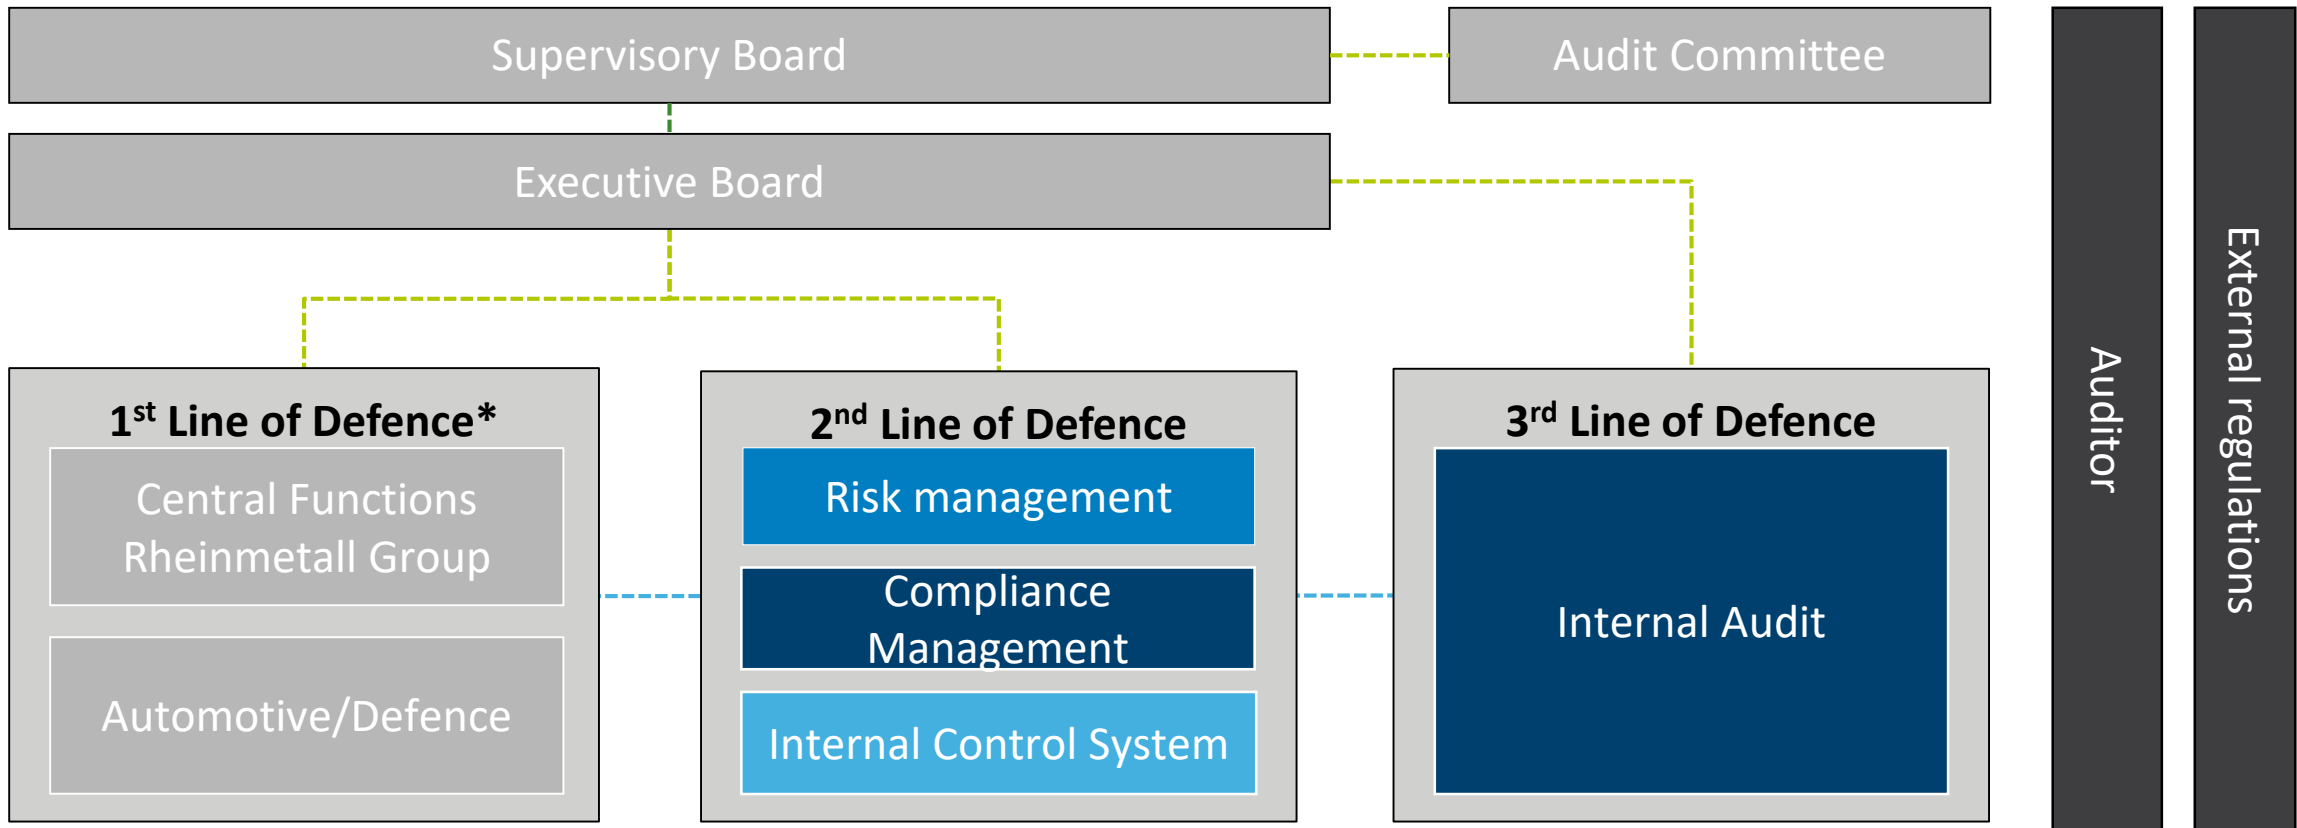 Supervisory Board
Audit Committee
Executive Board
1st Line of Defence*
Central Functions
Rheinmetall Group
Automotive/Defence
2nd Line of Defence
Risk management
Compliance
Management
Internal Control System
3rd Line of Defence
Internal Audit
Auditor
External regulations